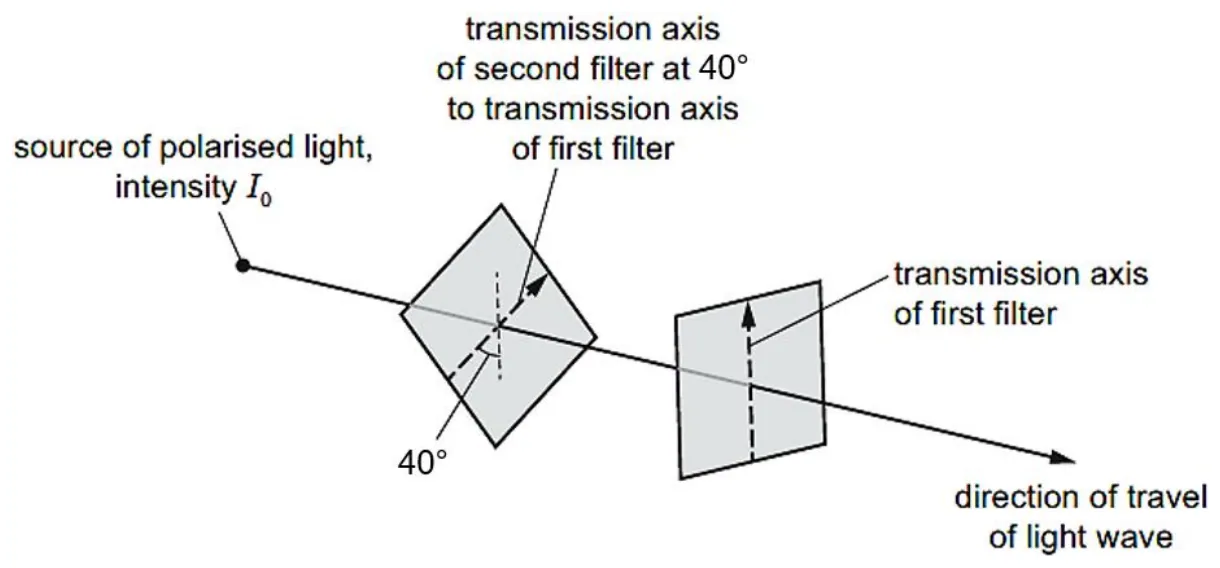 transmission axis
of second filter at 40°
to transmission axis
of first filter
source of polarised light,
intensity I₀
transmission axis
of first filter
40°
direction of travel
of light wave